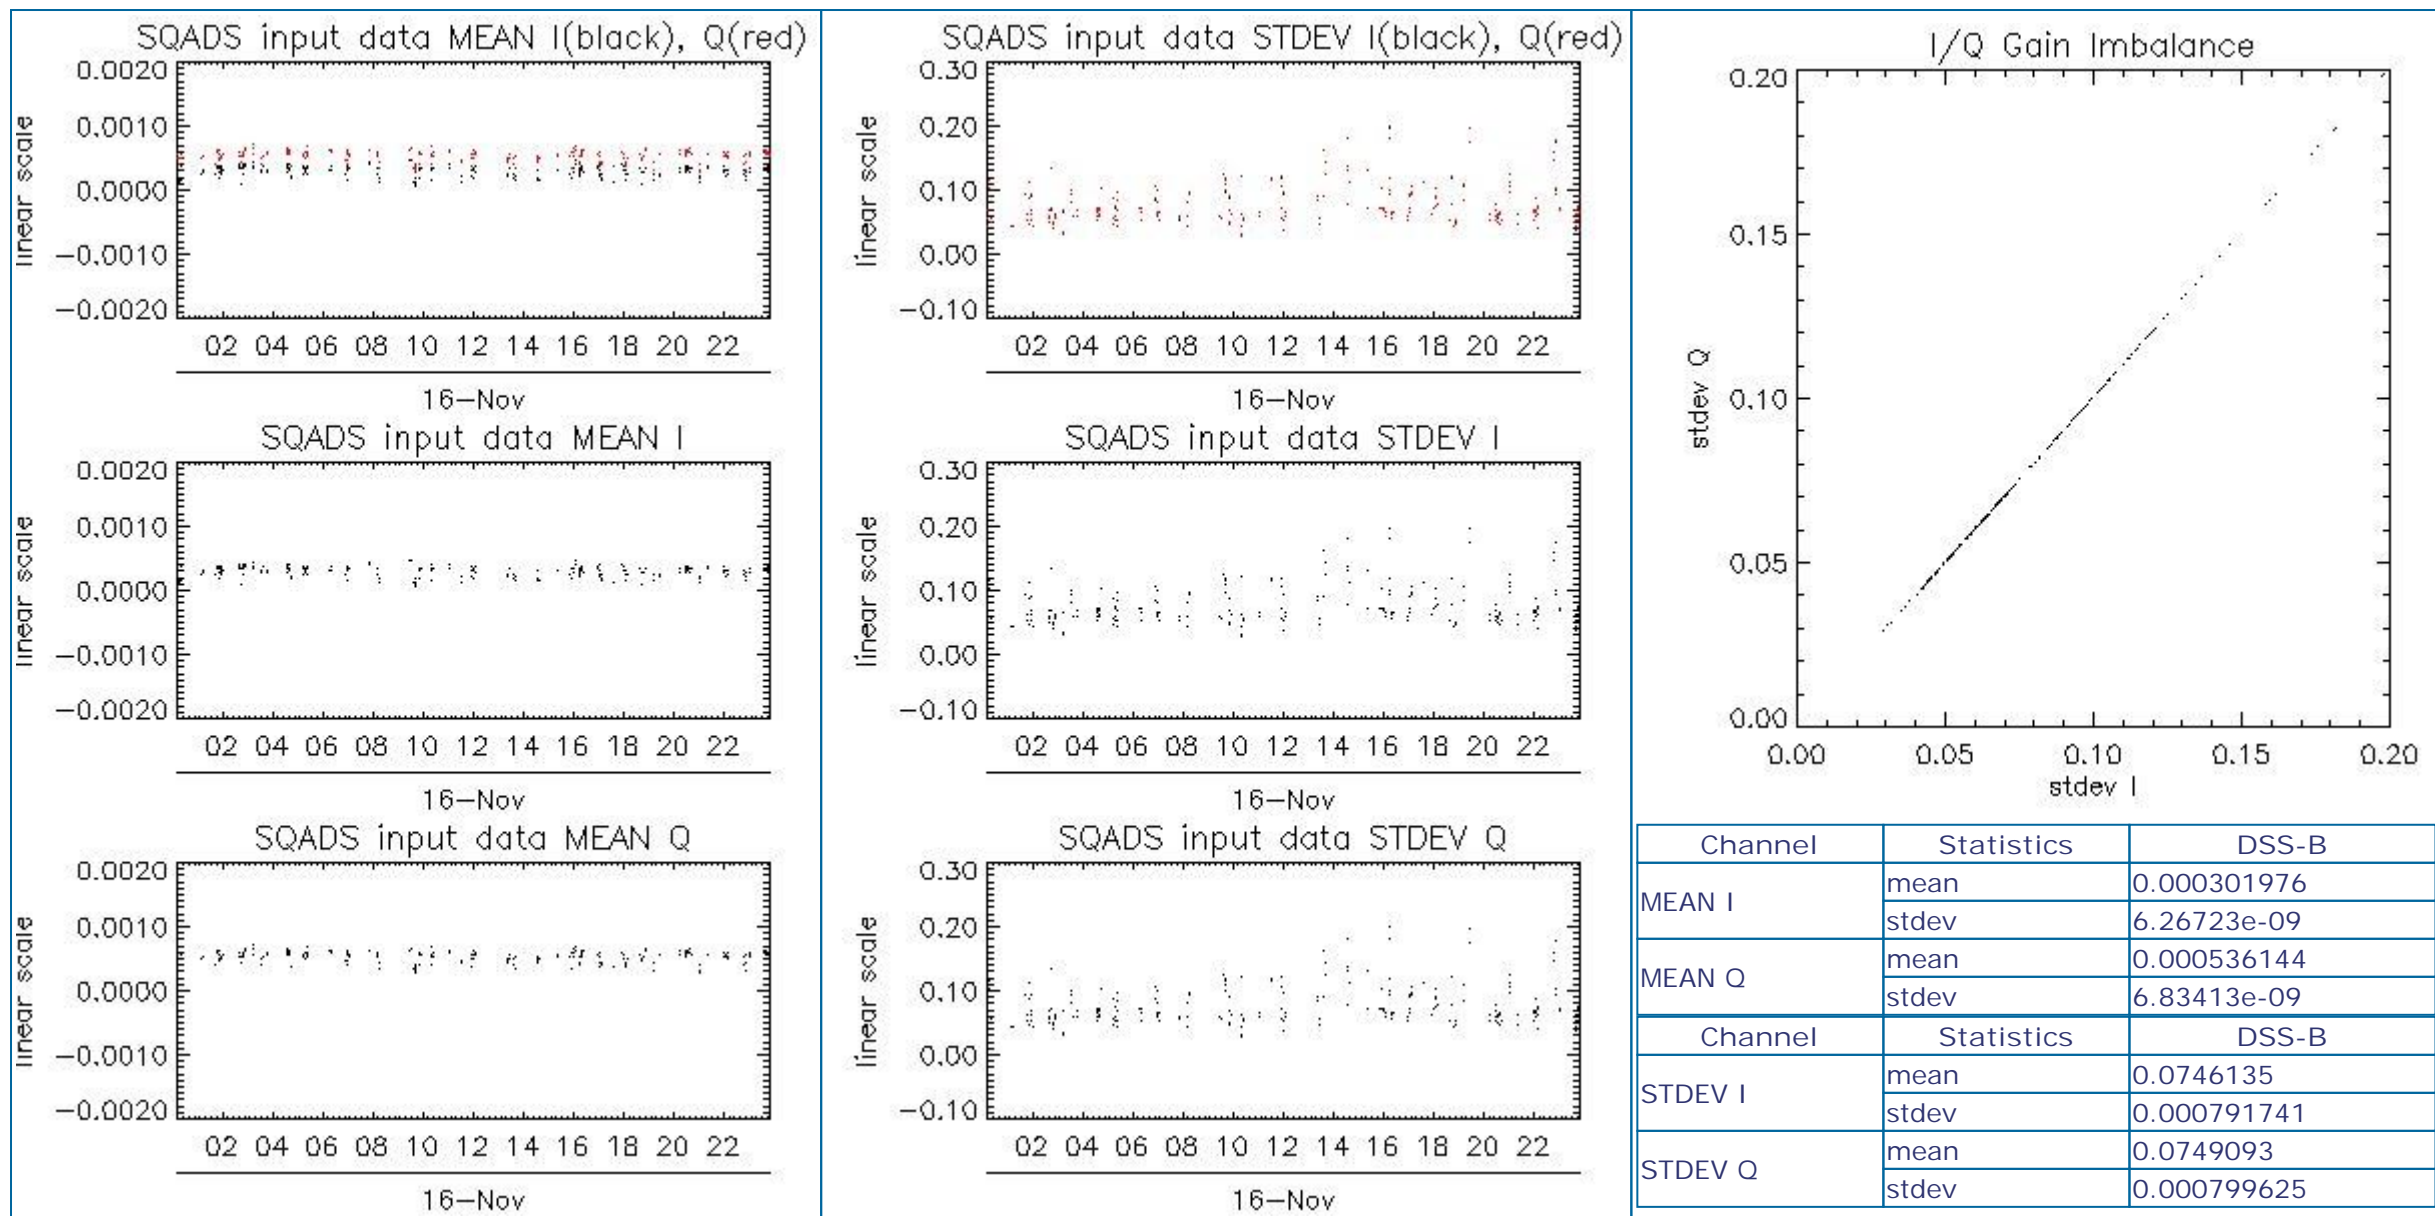 SQADS input data MEAN I(black), Q(red)
0.0020
0.0010
0.0000
−0.0010
−0.0020
linear scale
02 04 06 08 10 12 14 16 18 20 22
16−Nov
SQADS input data MEAN I
0.0020
0.0010
0.0000
−0.0010
−0.0020
linear scale
02 04 06 08 10 12 14 16 18 20 22
16−Nov
SQADS input data MEAN Q
0.0020
0.0010
0.0000
−0.0010
−0.0020
linear scale
02 04 06 08 10 12 14 16 18 20 22
16−Nov
SQADS input data STDEV I(black), Q(red)
0.30
0.20
0.10
0.00
−0.10
linear scale
02 04 06 08 10 12 14 16 18 20 22
16−Nov
SQADS input data STDEV I
0.30
0.20
0.10
0.00
−0.10
linear scale
02 04 06 08 10 12 14 16 18 20 22
16−Nov
SQADS input data STDEV Q
0.30
0.20
0.10
0.00
−0.10
linear scale
02 04 06 08 10 12 14 16 18 20 22
16−Nov
I/Q Gain Imbalance
0.20
0.15
0.10
0.05
0.00
stdev Q
0.00 0.05 0.10 0.15 0.20
stdev I
Channel Statistics DSS-B
MEAN I mean 0.000301976
stdev 6.26723e-09
MEAN Q mean 0.000536144
stdev 6.83413e-09
Channel Statistics DSS-B
STDEV I mean 0.0746135
stdev 0.000791741
STDEV Q mean 0.0749093
stdev 0.000799625